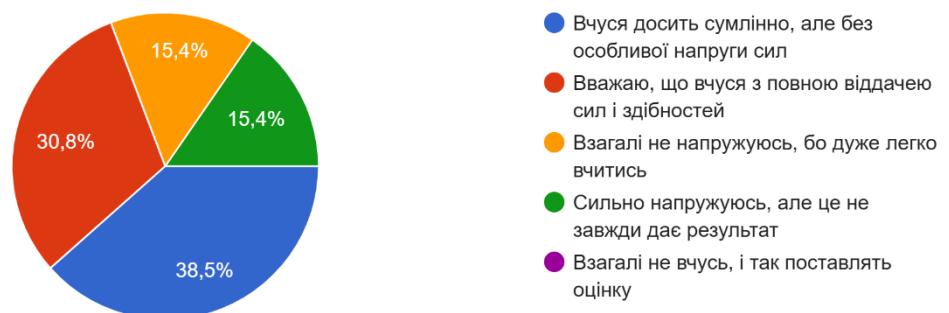 15,4%
15,4%
30,8%
38,5%
Вчуся досить сумлінно, але без
особливої напруги сил
Вважаю, що вчуся з повною віддачею
сил і здібностей
Взагалі не напружуюсь, бо дуже легко
вчитись
Сильно напружуюсь, але це не
завжди дає результат
Взагалі не вчусь, і так поставлять
оцінку